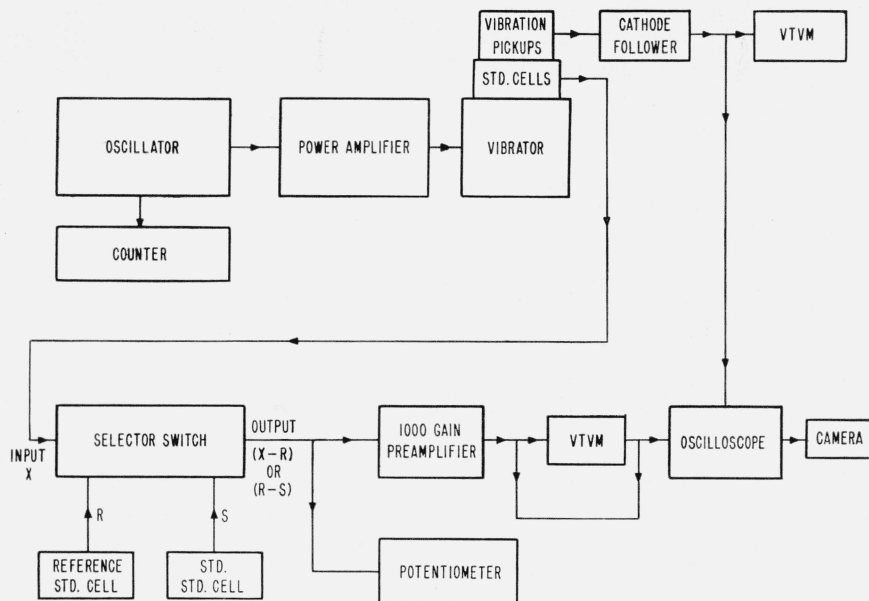 VIBRATION
PICKUPS
CATHODE
FOLLOWER
VTVM
STD. CELLS
OSCILLATOR
POWER AMPLIFIER
VIBRATOR
COUNTER
INPUT
X
SELECTOR SWITCH
OUTPUT
(X-R)
OR
(R-S)
1000 GAIN
PREAMPLIFIER
VTVM
OSCILLOSCOPE
CAMERA
R
S
REFERENCE
STD. CELL
STD.
STD. CELL
POTENTIOMETER